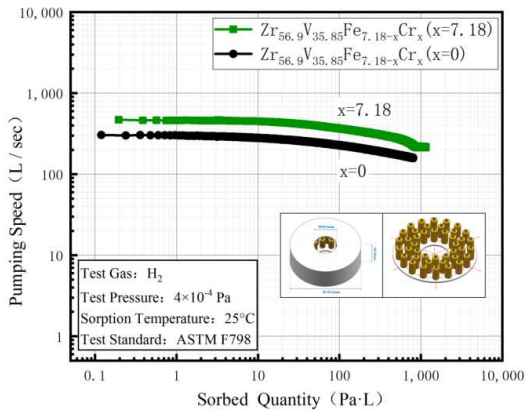 Zr56.9V35.85Fe7.18-xCrx(x=7.18)
Zr56.9V35.85Fe7.18-xCrx(x=0)
10,000
1,000
100
10
1
Pumping Speed (L / sec)
x=7.18
x=0
Test Gas: H2
Test Pressure: 4×10-4 Pa
Sorption Temperature: 25°C
Test Standard: ASTM F798
0.1
1
10
100
1,000
10,000
Sorbed Quantity (Pa·L)